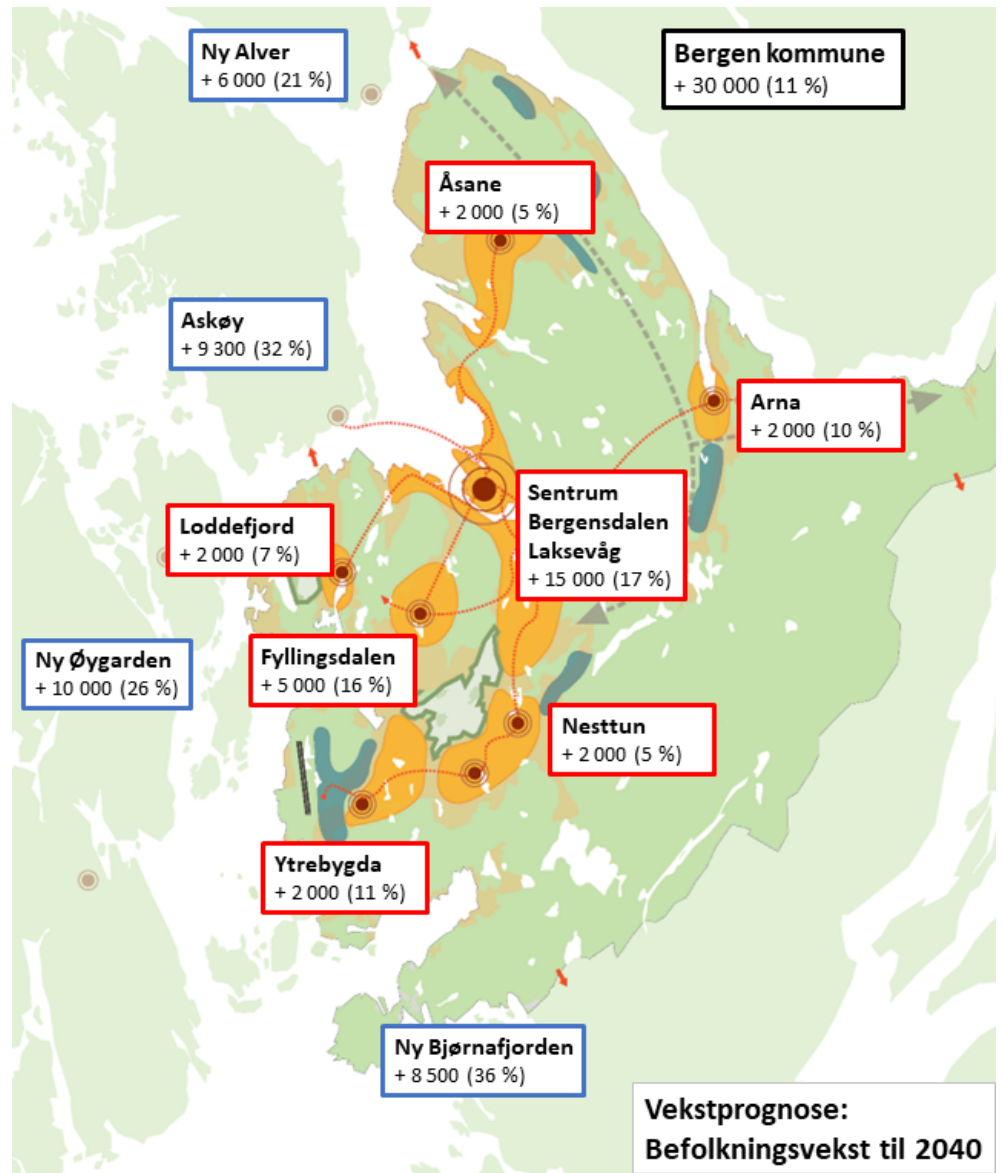 Ny Alver
+ 6 000 (21 %)
Bergen kommune
+ 30 000 (11 %)
Åsane
+ 2 000 (5 %)
Askøy
+ 9 300 (32 %)
Arna
+ 2 000 (10 %)
Sentrum
Bergensdalen
Laksevåg
+ 15 000 (17 %)
Loddefjord
+ 2 000 (7 %)
Fyllingsdalen
+ 5 000 (16 %)
Ny Øygarden
+ 10 000 (26 %)
Nesttun
+ 2 000 (5 %)
Ytrebygda
+ 2 000 (11 %)
Ny Bjørnafjorden
+ 8 500 (36 %)
Vekstprognose:
Befolkningsvekst til 2040